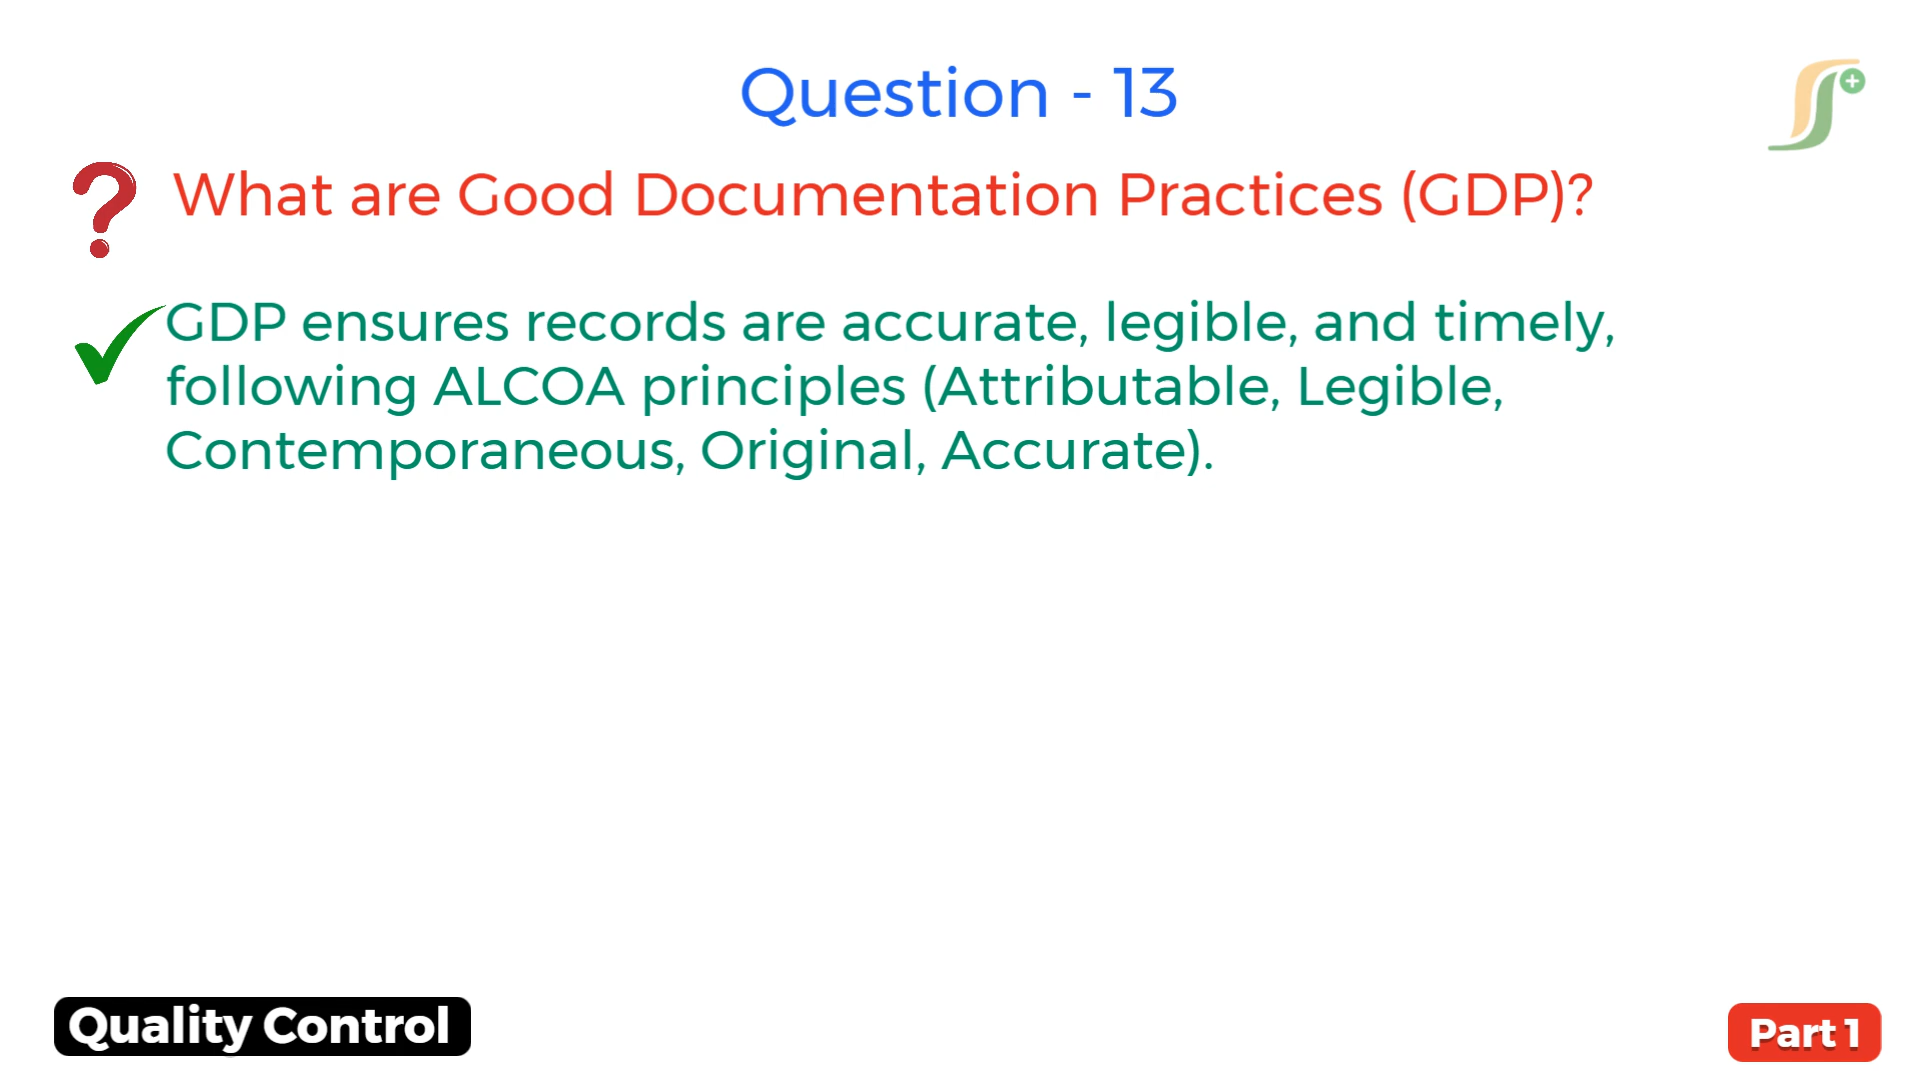 Question - 13
What are Good Documentation Practices (GDP)?
GDP ensures records are accurate, legible, and timely,
following ALCOA principles (Attributable, Legible,
Contemporaneous, Original, Accurate).
Quality Control
Part 1